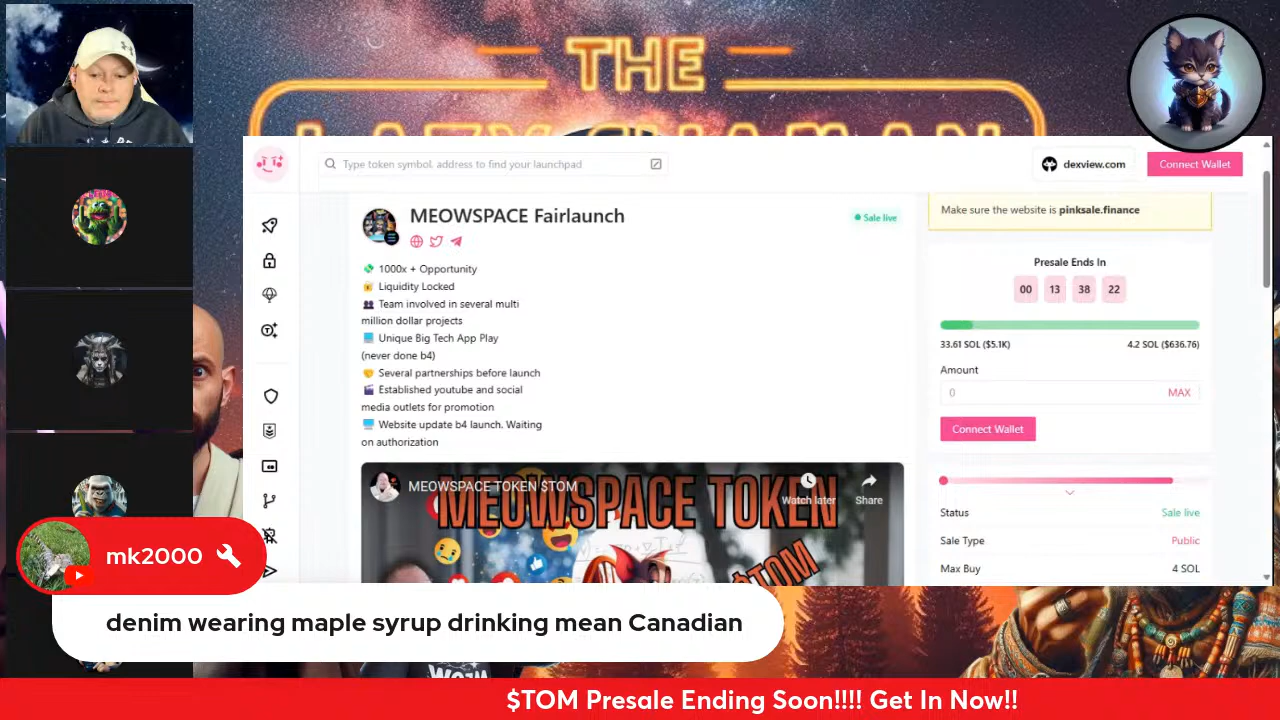 THE
LAZY SHAMAN
Type token symbol, address to find your launchpad
dexview.com
Connect Wallet
MEOWSPACE Fairlaunch
Sale live
Make sure the website is pinksale.finance
💸 1000x + Opportunity
🔐 Liquidity Locked
👥 Team involved in several multi
million dollar projects
💻 Unique Big Tech App Play
(never done b4)
🤝 Several partnerships before launch
🎬 Established youtube and social
media outlets for promotion
💻 Website update b4 launch. Waiting
on authorization
Presale Ends In
00 13 38 22
33.61 SOL ($5.1K)
4.2 SOL ($636.76)
Amount
0
MAX
Connect Wallet
MEOWSPACE TOKEN $TOM
Watch later
Share
MEOWSPACE TOKEN
$TOM
Status
Sale live
Sale Type
Public
Max Buy
4 SOL
mk2000
denim wearing maple syrup drinking mean Canadian
$TOM Presale Ending Soon!!!! Get In Now!!